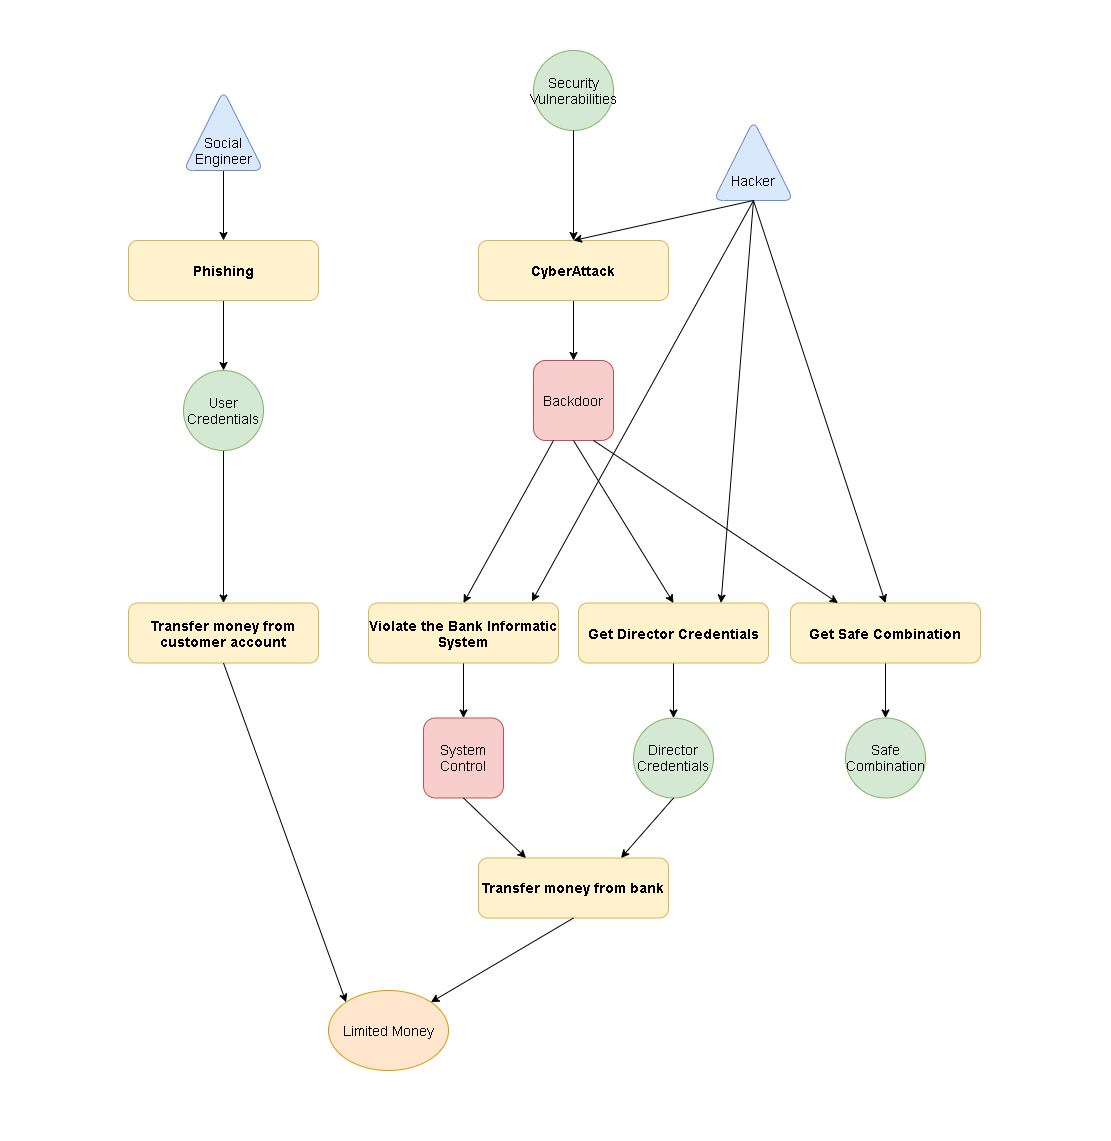 Security
Vulnerabilities
Social
Engineer
Hacker
Phishing
CyberAttack
User
Credentials
Backdoor
Transfer money from
customer account
Violate the Bank Informatic
System
Get Director Credentials
Get Safe Combination
System
Control
Director
Credentials
Safe
Combination
Transfer money from bank
Limited Money